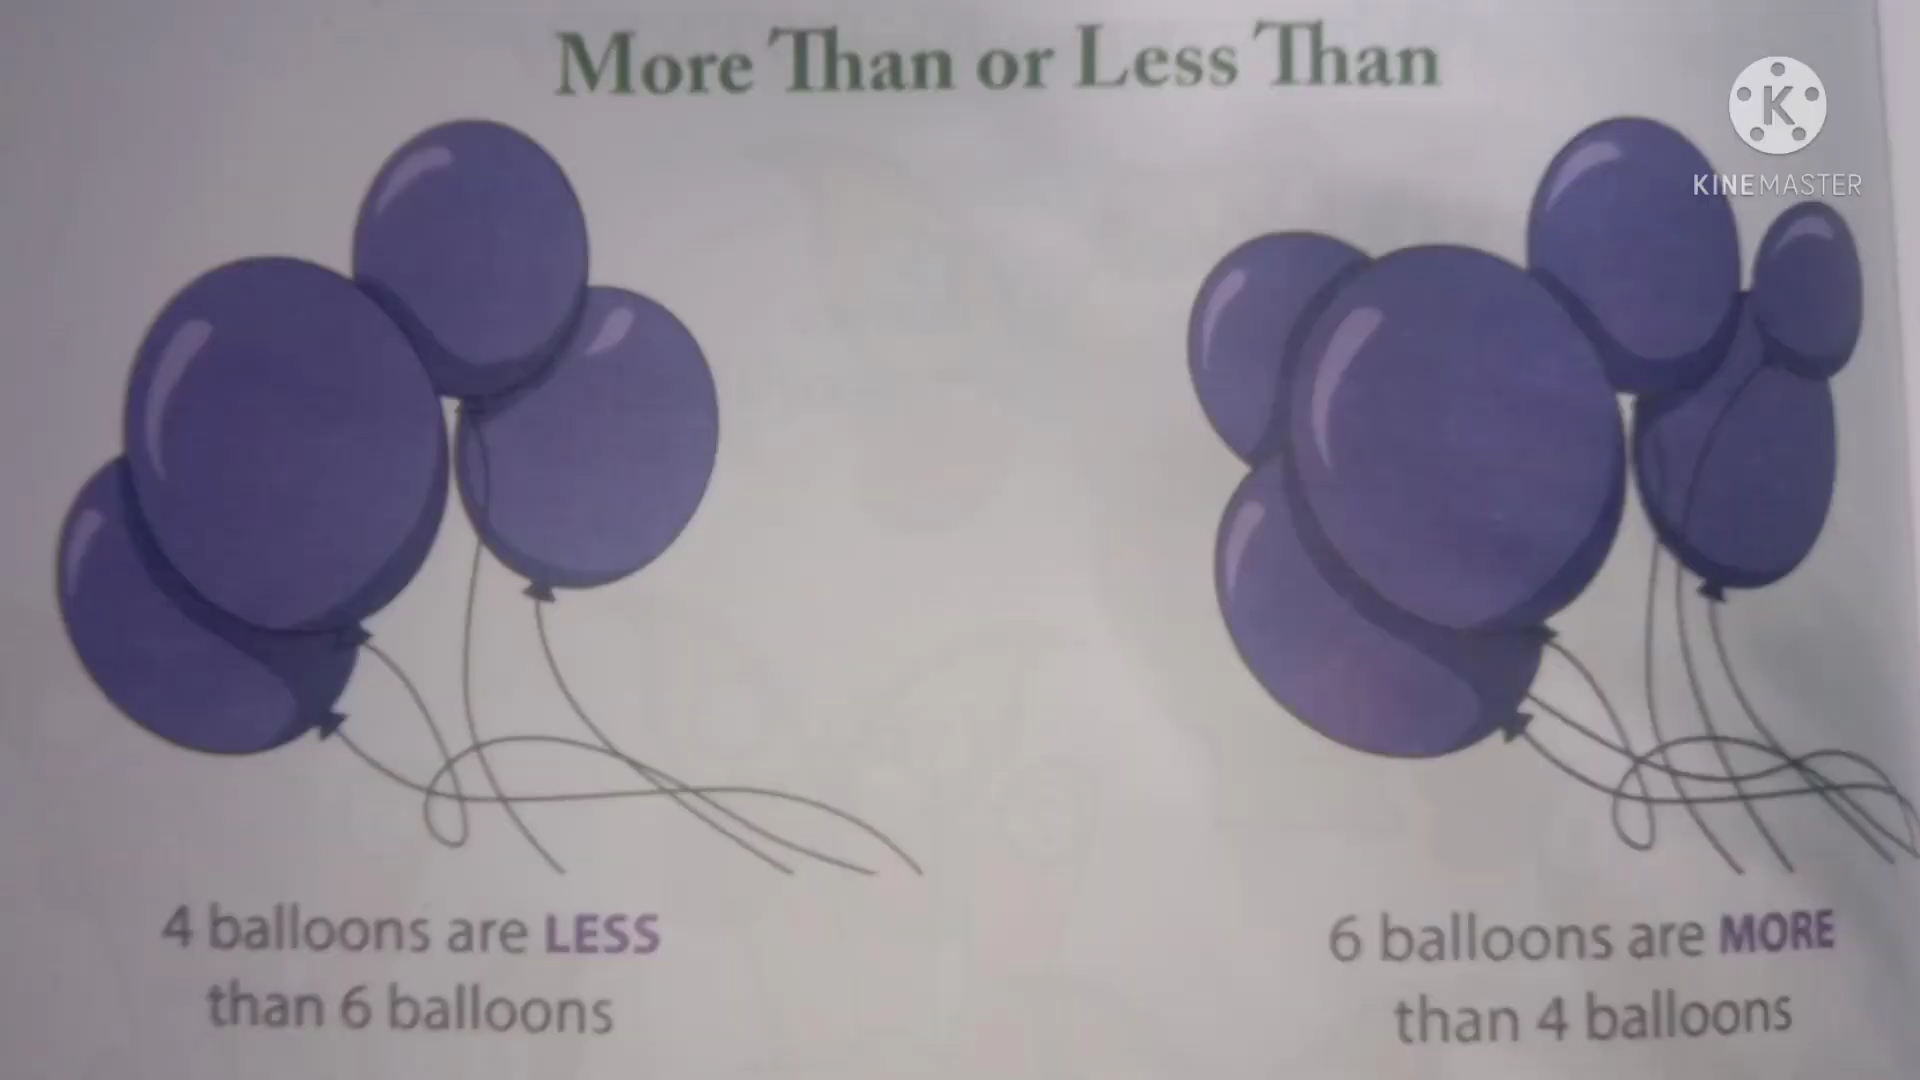 More Than or Less Than
K
KINEMASTER
4 balloons are LESS
than 6 balloons
6 balloons are MORE
than 4 balloons